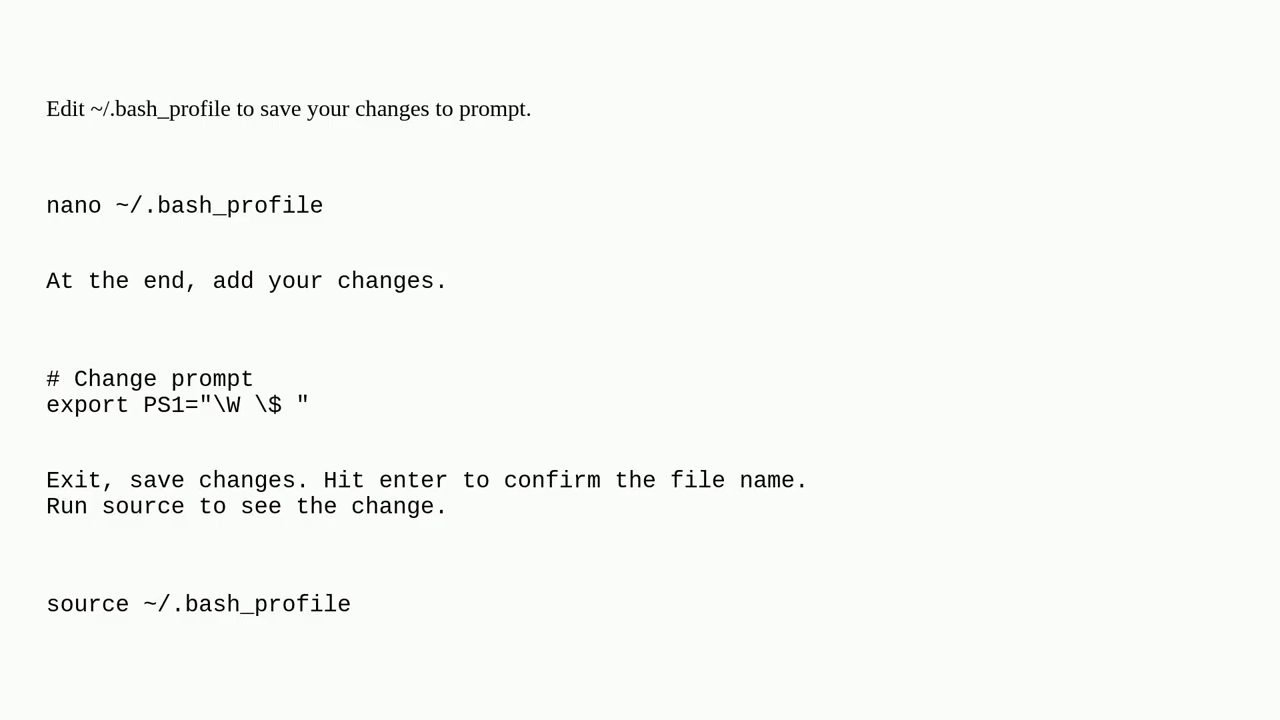 Edit ~/.bash_profile to save your changes to prompt.
nano ~/.bash_profile
At the end, add your changes.
# Change prompt
export PS1="\W \$ "
Exit, save changes. Hit enter to confirm the file name.
Run source to see the change.
source ~/.bash_profile